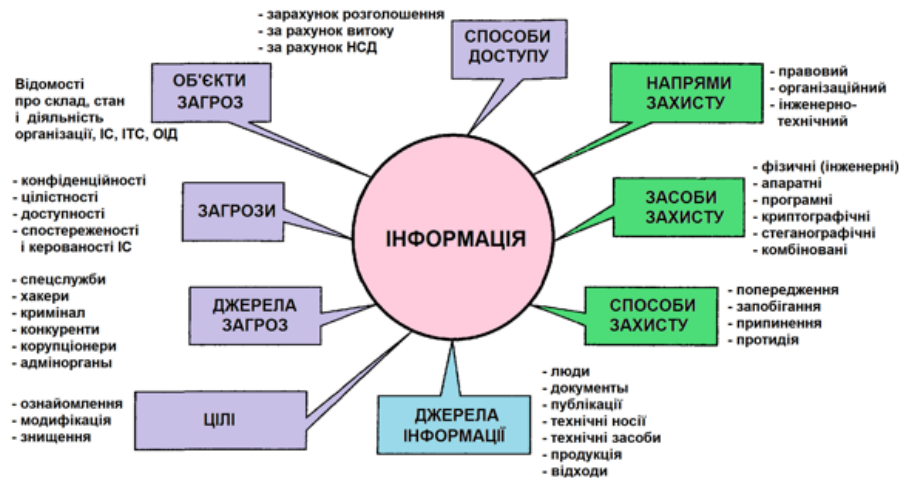 - зарахунок розголошення
- за рахунок витоку
- за рахунок НСД
СПОСОБИ
ДОСТУПУ
Відомості
про склад, стан
і діяльність
організації, ІС, ІТС, ОІД
ОБ'ЄКТИ
ЗАГРОЗ
НАПРЯМИ
ЗАХИСТУ
- правовий
- організаційний
- інженерно-
технічний
- конфіденційності
- цілістності
- доступності
- спостереженості
і керованості ІС
ЗАГРОЗИ
ІНФОРМАЦІЯ
ЗАСОБИ
ЗАХИСТУ
- фізичні (інженерні)
- апаратні
- програмні
- криптографічні
- стеганографічні
- комбіновані
- спецслужби
- хакери
- кримінал
- конкуренти
- корупціонери
- адмінорганы
ДЖЕРЕЛА
ЗАГРОЗ
СПОСОБИ
ЗАХИСТУ
- попередження
- запобігання
- припинення
- протидія
- ознайомлення
- модифікація
- знищення
ЦІЛІ
ДЖЕРЕЛА
ІНФОРМАЦІЇ
- люди
- документы
- публікації
- технічні носії
- технічні засоби
- продукція
- відходи